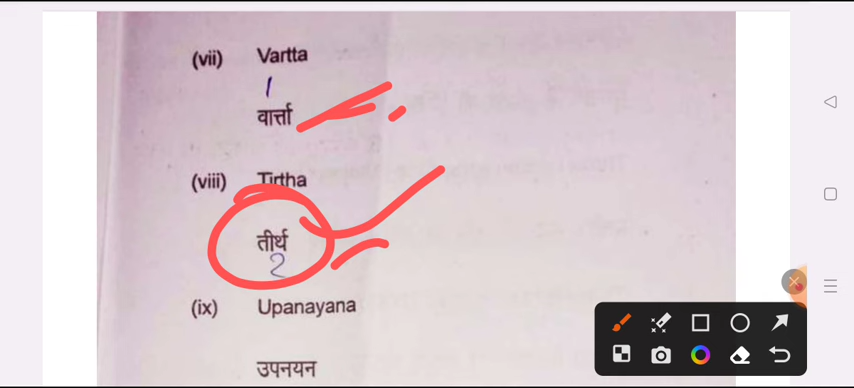 (vii) Vartta
1
वार्त्ता
(viii) Tirtha
तीर्थ
2
(ix) Upanayana
उपनयन